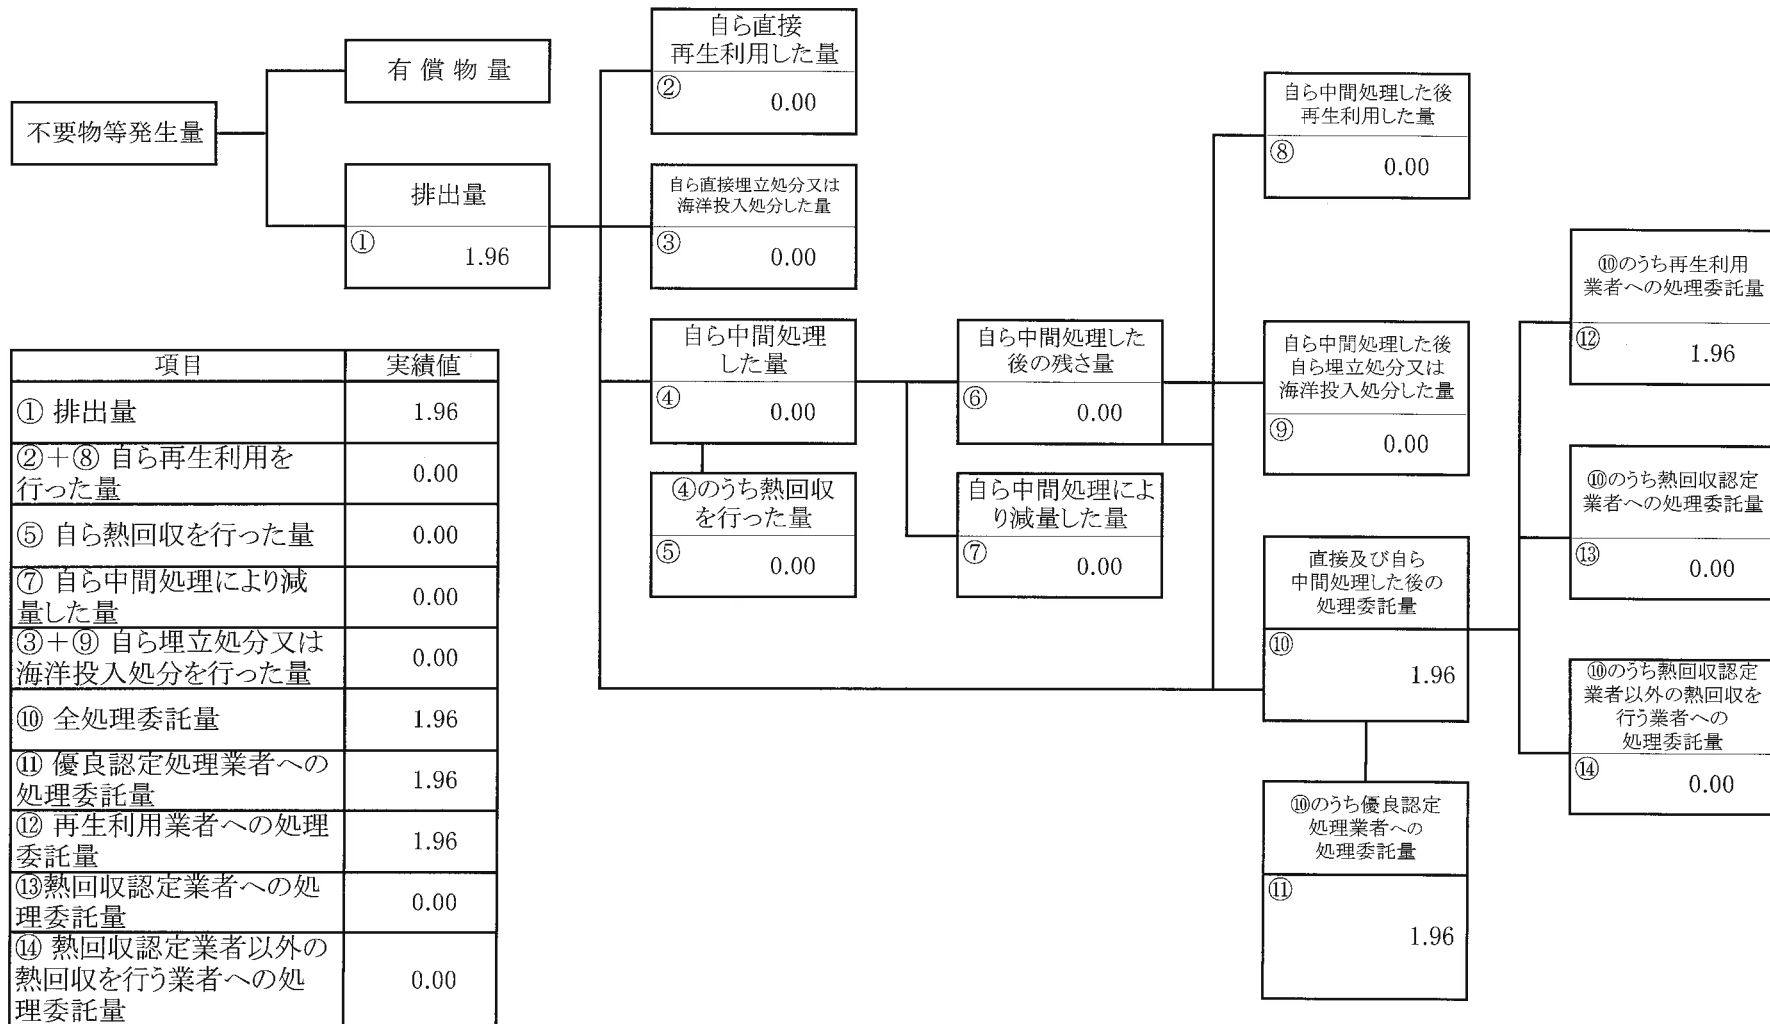 不要物等発生量
有償物量
排出量
①
1.96
自ら直接
再生利用した量
②
0.00
自ら直接埋立処分又は
海洋投入処分した量
③
0.00
自ら中間処理
した量
④
0.00
④のうち熱回収
を行った量
⑤
0.00
自ら中間処理した
後の残さ量
⑥
0.00
自ら中間処理によ
り減量した量
⑦
0.00
自ら中間処理した後
再生利用した量
⑧
0.00
自ら中間処理した後
自ら埋立処分又は
海洋投入処分した量
⑨
0.00
直接及び自ら
中間処理した後の
処理委託量
⑩
1.96
⑩のうち優良認定
処理業者への
処理委託量
⑪
1.96
⑩のうち再生利用
業者への処理委託量
⑫
1.96
⑩のうち熱回収認定
業者への処理委託量
⑬
0.00
⑩のうち熱回収認定
業者以外の熱回収を
行う業者への
処理委託量
⑭
0.00
項目 実績値
① 排出量 1.96
②+⑧ 自ら再生利用を
行った量 0.00
⑤ 自ら熱回収を行った量 0.00
⑦ 自ら中間処理により減
量した量 0.00
③+⑨ 自ら埋立処分又は
海洋投入処分を行った量 0.00
⑩ 全処理委託量 1.96
⑪ 優良認定処理業者への
処理委託量 1.96
⑫ 再生利用業者への処理
委託量 1.96
⑬熱回収認定業者への処
理委託量 0.00
⑭ 熱回収認定業者以外の
熱回収を行う業者への処
理委託量 0.00